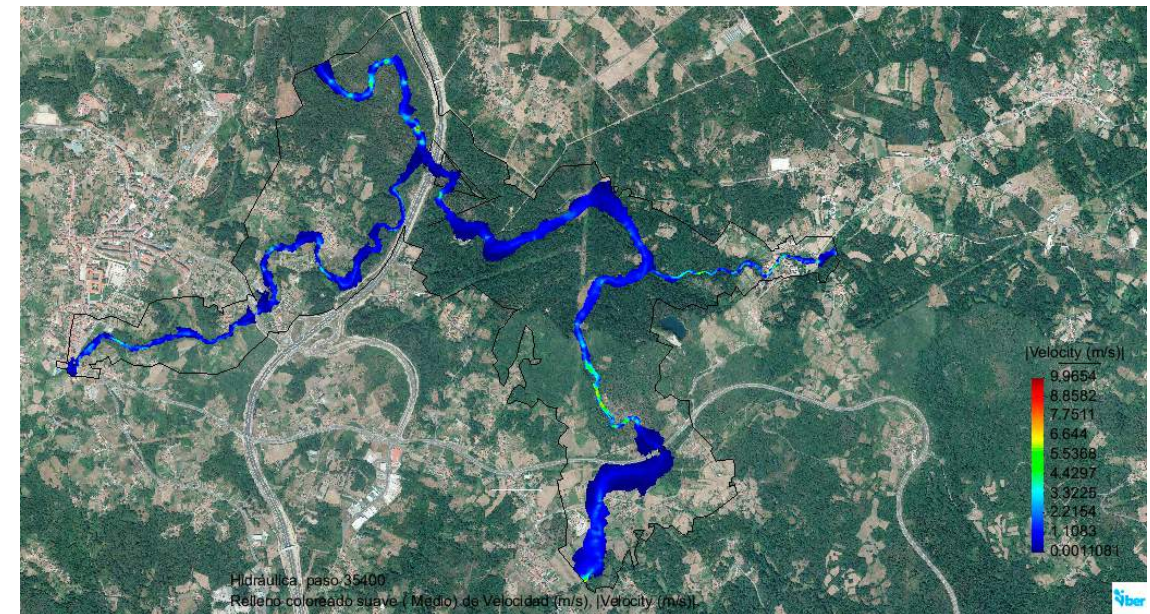 |Velocity (m/s)|
9.9654
8.8582
7.7511
6.644
5.5368
4.4297
3.3225
2.2154
1.1083
0.0011081
Hidráulica, paso 35400
Relleno coloreado suave ( Medio) de Velocidad (m/s), |Velocity (m/s)|.
iber